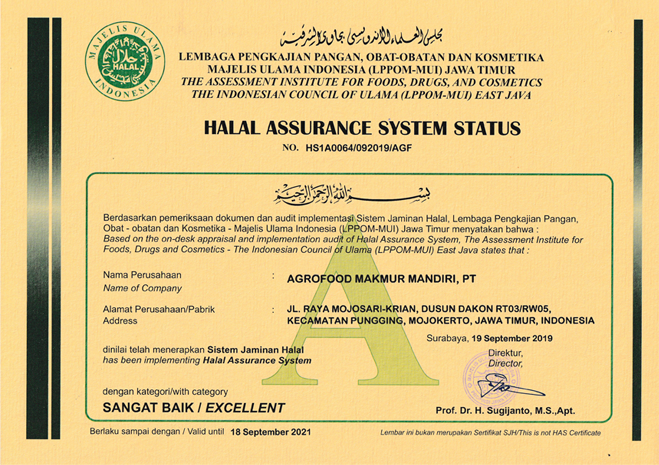 MAJELIS ULAMA
حلال
HALAL
INDONESIA
مجلس العلماء الإندونيسي بجاوى الشرقية
LEMBAGA PENGKAJIAN PANGAN, OBAT-OBATAN DAN KOSMETIKA
MAJELIS ULAMA INDONESIA (LPPOM-MUI) JAWA TIMUR
THE ASSESSMENT INSTITUTE FOR FOODS, DRUGS, AND COSMETICS
THE INDONESIAN COUNCIL OF ULAMA (LPPOM-MUI) EAST JAVA
HALAL ASSURANCE SYSTEM STATUS
NO. HS1A0064/092019/AGF
بسم الله الرحمن الرحيم
Berdasarkan pemeriksaan dokumen dan audit implementasi Sistem Jaminan Halal, Lembaga Pengkajian Pangan,
Obat - obatan dan Kosmetika - Majelis Ulama Indonesia (LPPOM-MUI) Jawa Timur menyatakan bahwa :
Based on the on-desk appraisal and implementation audit of Halal Assurance System, The Assessment Institute for
Foods, Drugs and Cosmetics - The Indonesian Council of Ulama (LPPOM-MUI) East Java states that :
Nama Perusahaan : AGROFOOD MAKMUR MANDIRI, PT
Name of Company
Alamat Perusahaan/Pabrik : JL. RAYA MOJOSARI-KRIAN, DUSUN DAKON RT03/RW05,
Address KECAMATAN PUNGGING, MOJOKERTO, JAWA TIMUR, INDONESIA
Surabaya, 19 September 2019
dinilai telah menerapkan Sistem Jaminan Halal
has been implementing Halal Assurance System
Direktur,
Director,
A
dengan kategori/with category
SANGAT BAIK / EXCELLENT
Prof. Dr. H. Sugijanto, M.S.,Apt.
Berlaku sampai dengan / Valid until 18 September 2021
Lembar ini bukan merupakan Sertifikat SJH/This is not HAS Certificate